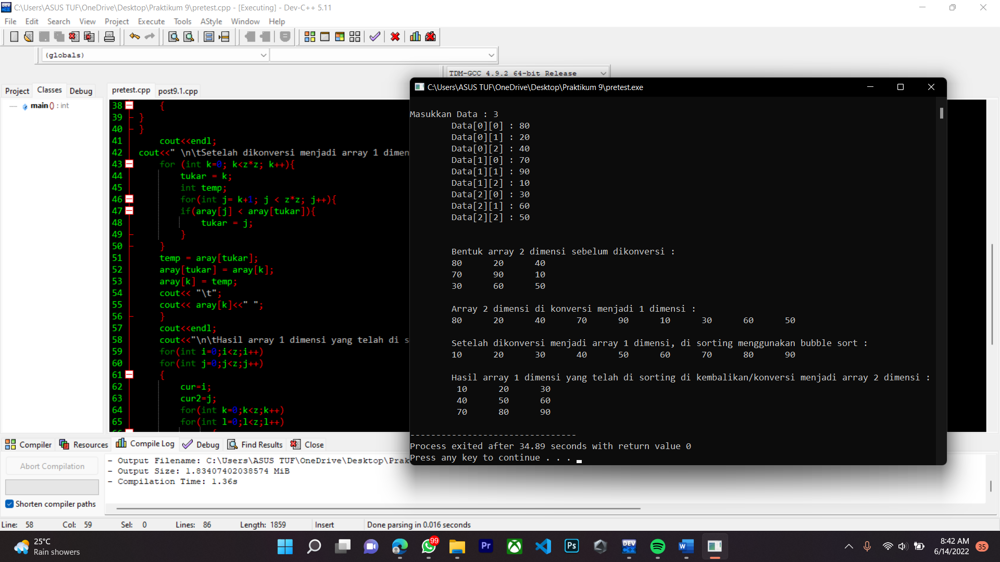 C:\Users\ASUS TUF\OneDrive\Desktop\Praktikum 9\pretest.cpp - [Executing] - Dev-C++ 5.11
File Edit Search View Project Execute Tools AStyle Window Help
(globals)
TDM-GCC 4.9.2 64-bit Release
Project Classes Debug
pretest.cpp post9.1.cpp
main () : int
38 {
39 }
40 }
41 cout<<endl;
42 cout<<" \n\tSetelah dikonversi menjadi array 1 dimen
43 for (int k=0; k<z*z; k++){
44 tukar = k;
45 int temp;
46 for(int j= k+1; j < z*z; j++){
47 if(aray[j] < aray[tukar]){
48 tukar = j;
49 }
50 }
51 temp = aray[tukar];
52 aray[tukar] = aray[k];
53 aray[k] = temp;
54 cout<< "\t";
55 cout<< aray[k]<<" ";
56 }
57 cout<<endl;
58 cout<<"\n\tHasil array 1 dimensi yang telah di s
59 for(int i=0;i<z;i++)
60 for(int j=0;j<z;j++)
61 {
62 cur=i;
63 cur2=j;
64 for(int k=0;k<z;k++)
65 for(int l=0;l<z;l++)
C:\Users\ASUS TUF\OneDrive\Desktop\Praktikum 9\pretest.exe
Masukkan Data : 3
Data[0][0] : 80
Data[0][1] : 20
Data[0][2] : 40
Data[1][0] : 70
Data[1][1] : 90
Data[1][2] : 10
Data[2][0] : 30
Data[2][1] : 60
Data[2][2] : 50
Bentuk array 2 dimensi sebelum dikonversi :
80 20 40
70 90 10
30 60 50
Array 2 dimensi di konversi menjadi 1 dimensi :
80 20 40 70 90 10 30 60 50
Setelah dikonversi menjadi array 1 dimensi, di sorting menggunakan bubble sort :
10 20 30 40 50 60 70 80 90
Hasil array 1 dimensi yang telah di sorting di kembalikan/konversi menjadi array 2 dimensi :
10 20 30
40 50 60
70 80 90
--------------------------------
Process exited after 34.89 seconds with return value 0
Press any key to continue . . .
Compiler Resources Compile Log Debug Find Results Close
Abort Compilation
Shorten compiler paths
- Output Filename: C:\Users\ASUS TUF\OneDrive\Desktop\Prak
- Output Size: 1.83407402038574 MiB
- Compilation Time: 1.36s
Line: 58 Col: 59 Sel: 0 Lines: 86 Length: 1859 Insert Done parsing in 0.016 seconds
25°C
Rain showers
99
Pr
Ps
DEV
C++
W
8:42 AM
6/14/2022
35